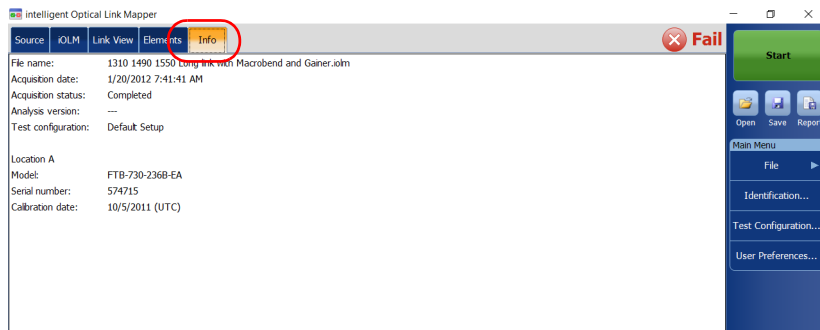 intelligent Optical Link Mapper
Source iOLM Link View Elements Info
Fail
File name: 1310 1490 1550 Long link with Macrobend and Gainer.iolm
Acquisition date: 1/20/2012 7:41:41 AM
Acquisition status: Completed
Analysis version: ---
Test configuration: Default Setup
Location A
Model: FTB-730-236B-EA
Serial number: 574715
Calibration date: 10/5/2011 (UTC)
Start
Open Save Report
Main Menu
File
Identification...
Test Configuration...
User Preferences...